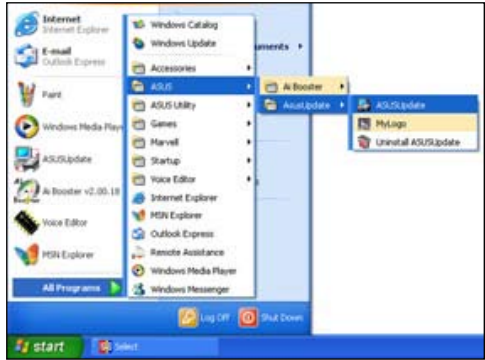 Internet
Internet Explorer
E-mail
Outlook Express
Paint
Windows Media Play
ASUSUpdate
Ai Booster v2.00.18
Voice Editor
MSN Explorer
All Programs
Windows Catalog
Windows Update
Accessories
ASUS
ASUS Utility
Games
Marvell
Startup
Voice Editor
Internet Explorer
MSN Explorer
Outlook Express
Remote Assistance
Windows Media Player
Windows Messenger
uments
Ai Booster
AsusUpdate
ASUSUpdate
MyLogo
Uninstall ASUSUpdate
Log Off
Shut Down
start
Select